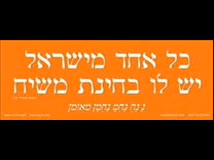 כל אחד מישראל
יש לו בחינת משיח
נ נח נחמ נחמן מאומן